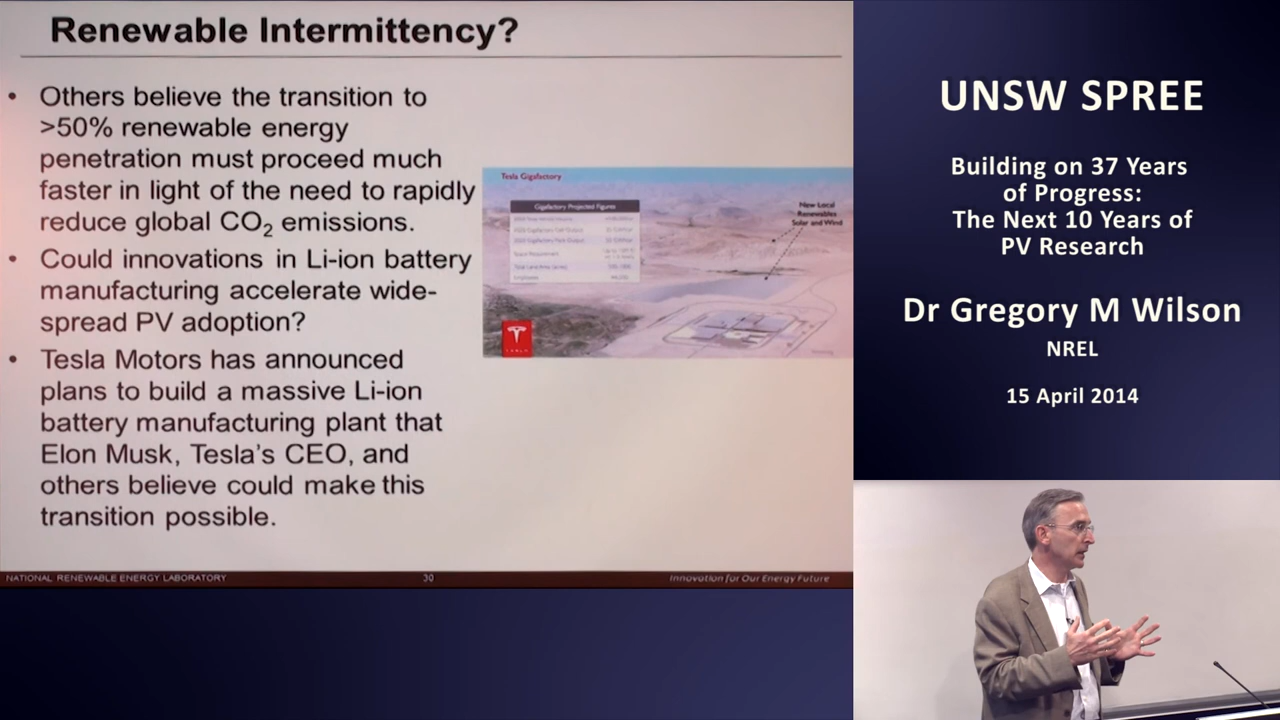 Renewable Intermittency?
• Others believe the transition to
>50% renewable energy
penetration must proceed much
faster in light of the need to rapidly
reduce global CO2 emissions.
• Could innovations in Li-ion battery
manufacturing accelerate wide-
spread PV adoption?
• Tesla Motors has announced
plans to build a massive Li-ion
battery manufacturing plant that
Elon Musk, Tesla's CEO, and
others believe could make this
transition possible.
Tesla Gigafactory
Gigafactory Projected Figures
Space Requirement
Employees
New Local
Renewables
Solar and Wind
TESLA
NATIONAL RENEWABLE ENERGY LABORATORY
30
Innovation for Our Energy Future
UNSW SPREE
Building on 37 Years
of Progress:
The Next 10 Years of
PV Research
Dr Gregory M Wilson
NREL
15 April 2014